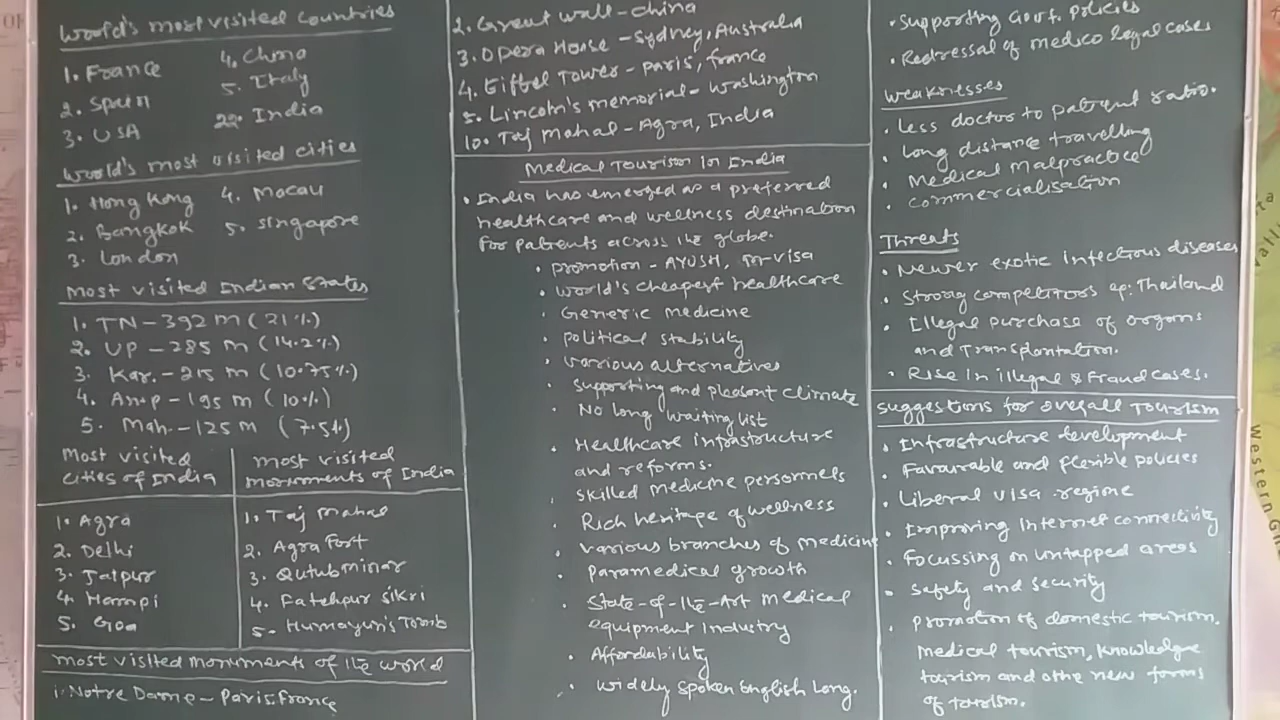 World's most visited countries
1. France 4. China
2. Spain 5. Italy
3. USA 22. India
World's most visited cities
1. Hong Kong 4. Macau
2. Bangkok 5. Singapore
3. London
Most visited Indian States
1. TN - 392 m (21%)
2. UP - 285 m (14.2%)
3. Kar. - 215 m (10.75%)
4. An.P - 195 m (10%)
5. Mah. - 125 m (7.5%)
Most visited
cities of India
1. Agra
2. Delhi
3. Jaipur
4. Hampi
5. Goa
most visited
monuments of India
1. Taj Mahal
2. Agra Fort
3. Qutub minar
4. Fatehpur Sikri
5. Humayun's Tomb
most visited monuments of the world
1. Notre Dame - Paris, France
2. Great Wall - China
3. Opera House - Sydney, Australia
4. Eiffel Tower - Paris, France
5. Lincoln's memorial - Washington
10. Taj Mahal - Agra, India
Medical Tourism in India
• India has emerged as a preferred
healthcare and wellness destination
for patients across the globe.
• promotion - AYUSH, m-visa
• World's cheapest healthcare
• Generic medicine
• political stability
• various alternatives
• Supporting and pleasant climate
• No long waiting list
• Healthcare infrastructure
and reforms.
• skilled medicine personnels
• Rich heritage of wellness
• various branches of medicine
• paramedical growth
• State-of-the-Art medical
equipment Industry
• Affordability
• widely spoken English Lang.
• Supporting Govt. policies
• Redressal of medico legal cases
Weaknesses
• Less doctor to patient ratio.
• Long distance travelling
• Medical Malpractice
• Commercialisation
Threats
• Newer exotic infectious diseases
• Strong competitors eg: Thailand
• Illegal purchase of organs
and Transplantation.
• Rise in illegal & Fraud cases.
Suggestions for overall Tourism
• Infrastructure development
• Favourable and flexible policies
• Liberal visa regime
• Improving Internet connectivity
• Focussing on untapped areas
• Safety and security
• promotion of domestic tourism.
medical tourism, knowledge
tourism and othe new forms
of tourism.
Western G